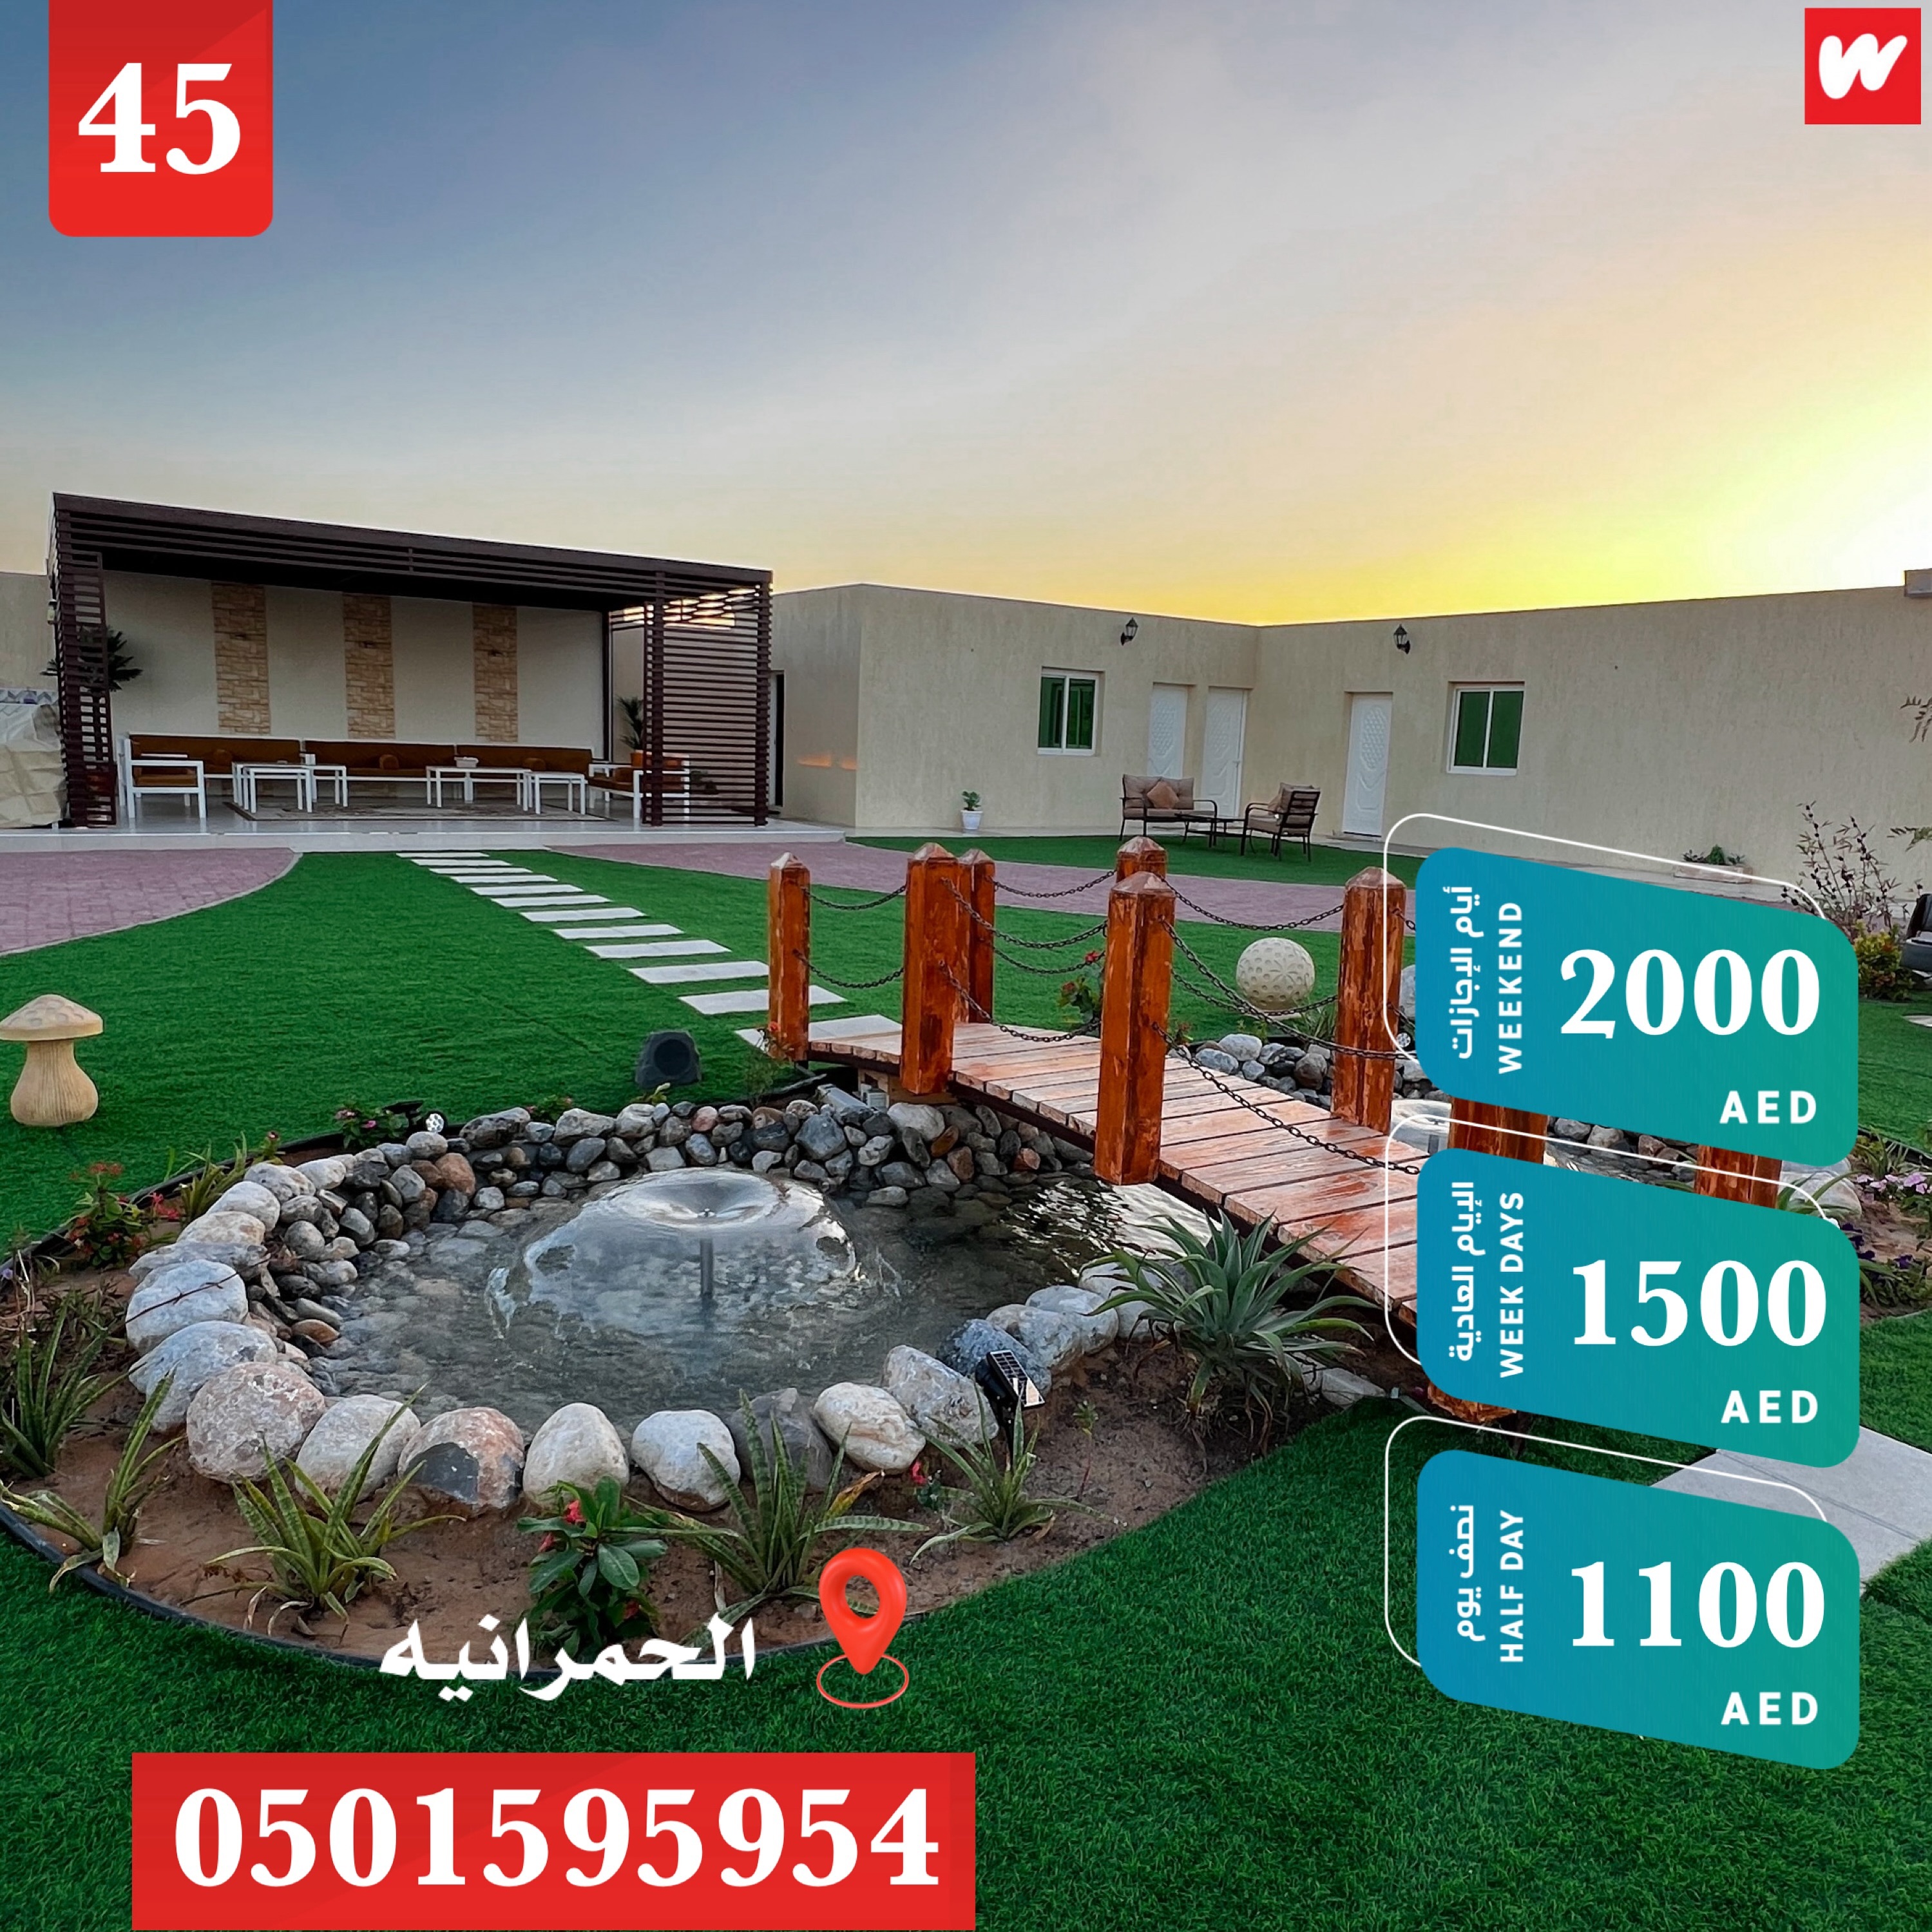 45
W
أيام الإجازات
WEEKEND
2000
AED
الإيام العادية
WEEK DAYS
1500
AED
نصف يوم
HALF DAY
1100
AED
الحمرانيه
0501595954